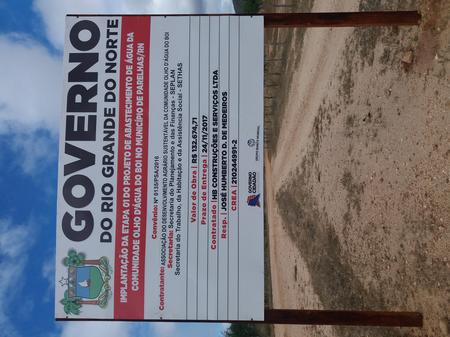 GOVERNO
DO RIO GRANDE DO NORTE
IMPLANTAÇÃO DA ETAPA 01 DO PROJETO DE ABASTECIMENTO DE ÁGUA DA
COMUNIDADE OLHO D'ÁGUA DO BOI NO MUNICÍPIO DE PARELHAS/RN
Convênio: Nº 0135/PSA/2016
Contratante: ASSOCIAÇÃO DO DESENVOLVIMENTO AGRÁRIO SUSTENTÁVEL DA COMUNIDADE OLHO D'ÁGUA DO BOI
Secretaria: Secretaria do Planejamento e das Finanças - SEPLAN
Secretaria do Trabalho, da Habitação e da Assistência Social - SETHAS
Valor de Obra | R$ 132.674,71
Prazo de Entrega | 24/11/2017
Contratado | HB CONSTRUÇÕES E SERVIÇOS LTDA
Resp. | JOSÉ HUMBERTO D. DE MEDEIROS
CREA | 210244991-2
GOVERNO CIDADÃO
GRUPO BANCO MUNDIAL